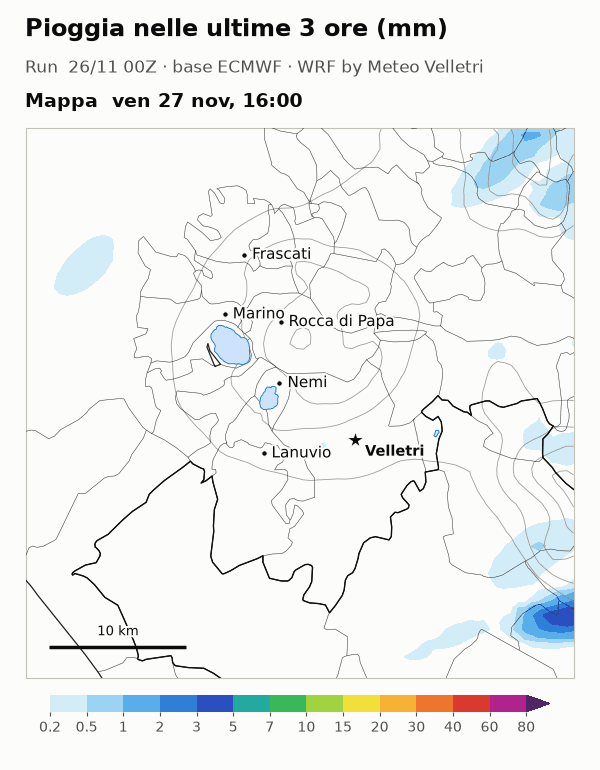 Pioggia nelle ultime 3 ore (mm)
Run  26/11 00Z · base ECMWF · WRF by Meteo Velletri
Mappa  ven 27 nov, 16:00
Frascati
Marino
Rocca di Papa
Nemi
Velletri
Lanuvio
10 km
0.2 0.5 1 2 3 5 7 10 15 20 30 40 60 80